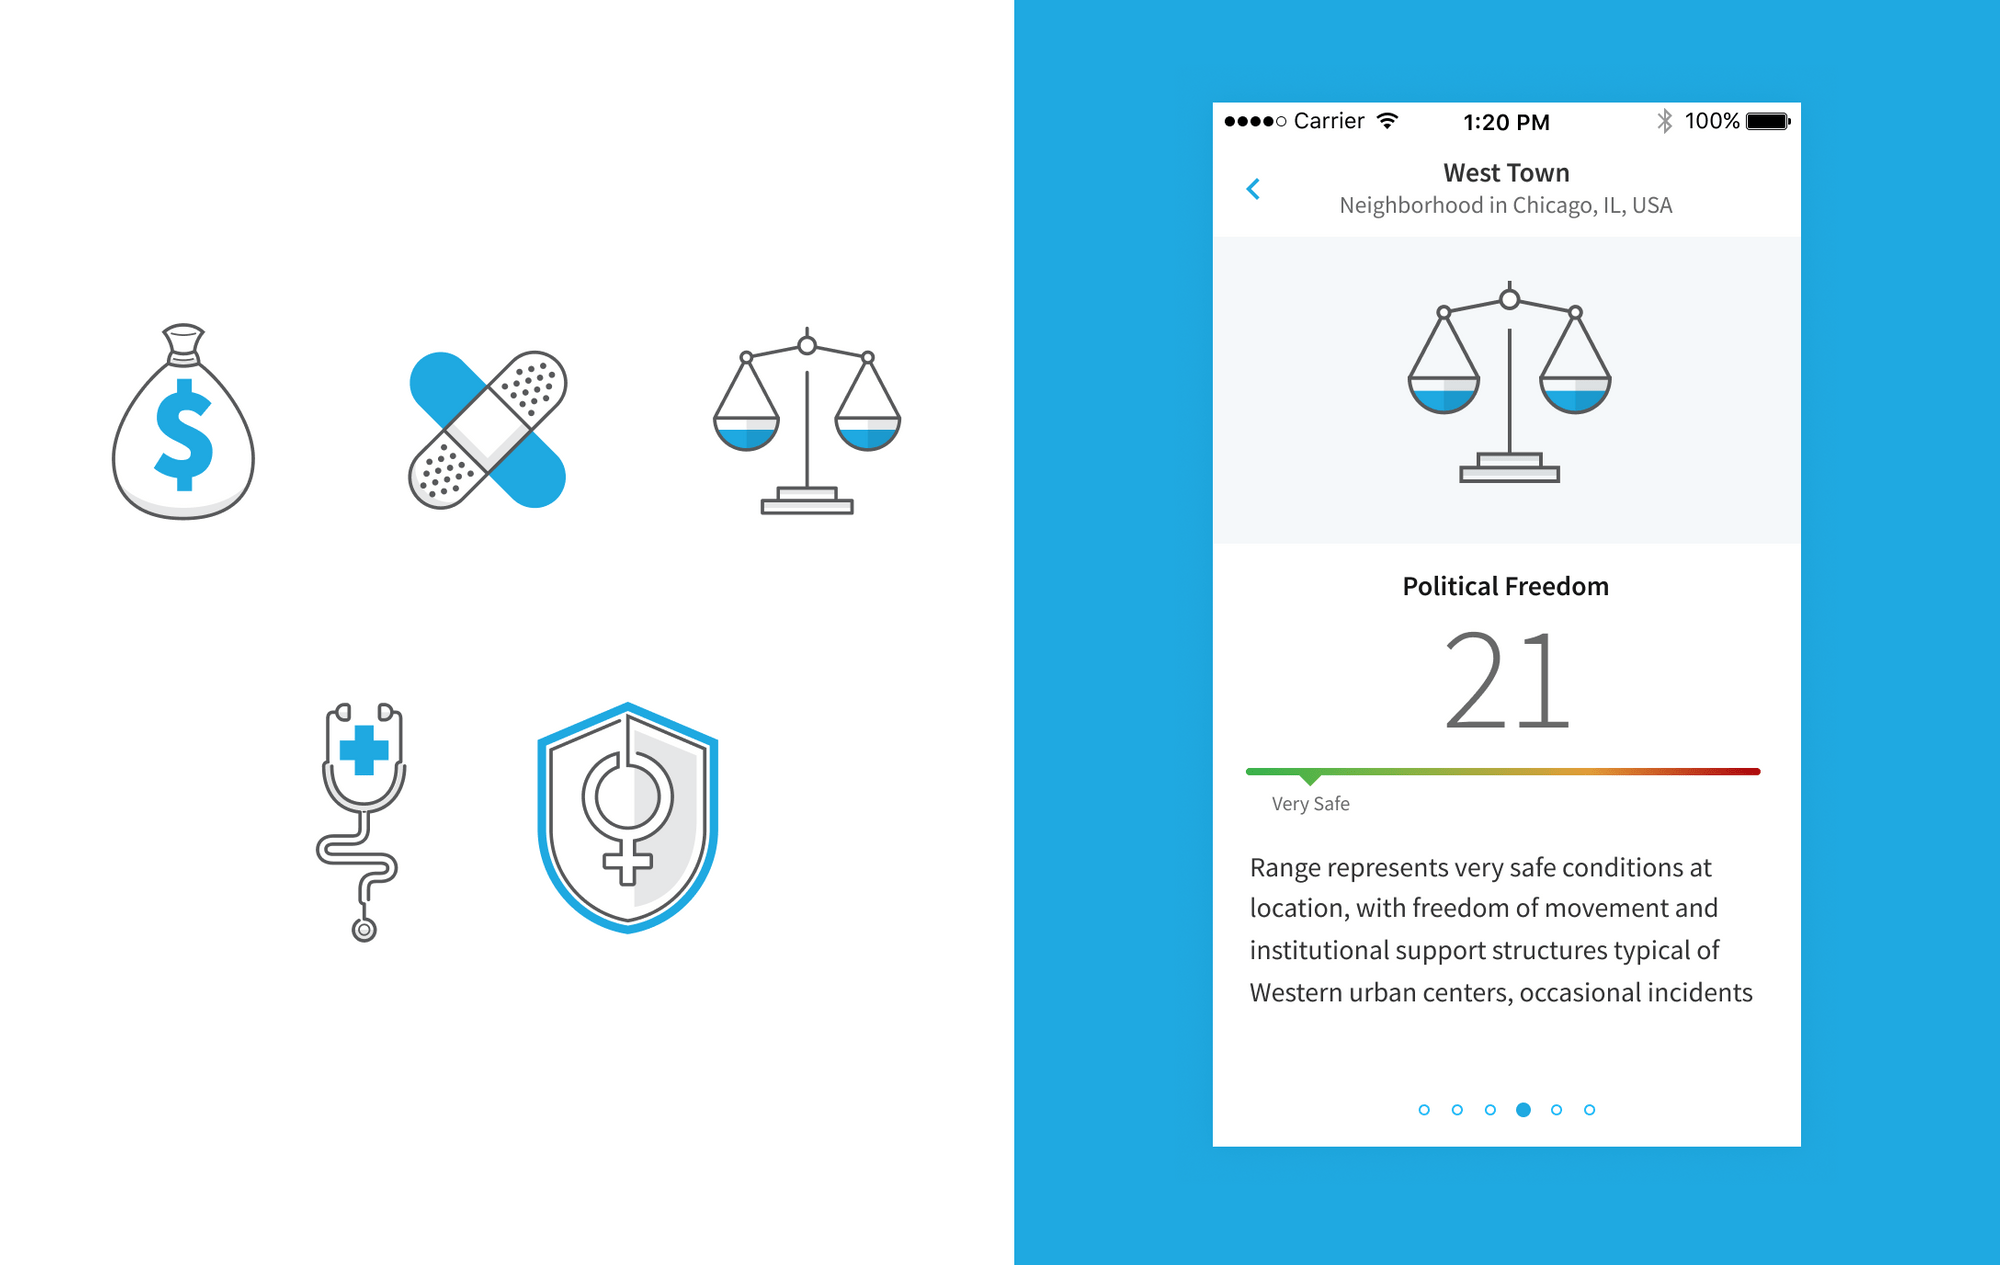 $
Carrier 1:20 PM 100%
West Town
Neighborhood in Chicago, IL, USA
Political Freedom
21
Very Safe
Range represents very safe conditions at
location, with freedom of movement and
institutional support structures typical of
Western urban centers, occasional incidents